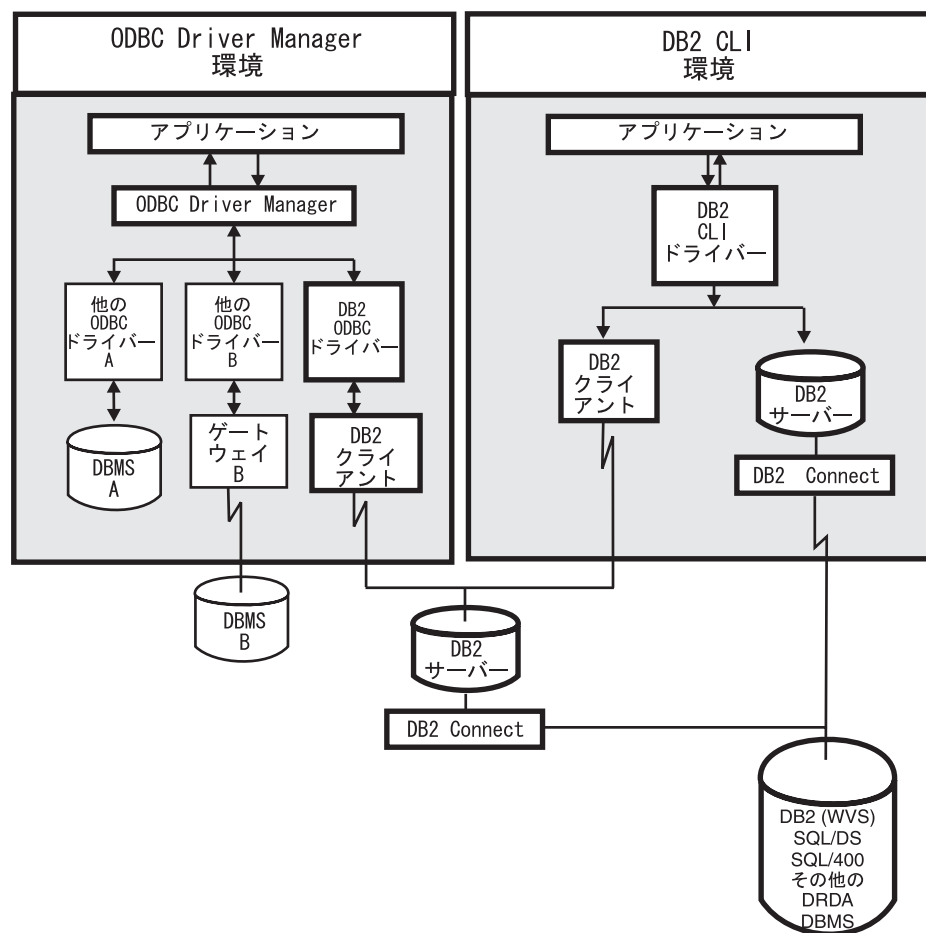 ODBC Driver Manager
環境
アプリケーション
ODBC Driver Manager
他の
ODBC
ドライバー
A
他の
ODBC
ドライバー
B
DB2
ODBC
ドライバー
DBMS
A
ゲート
ウェイ
B
DB2
クライ
アント
DBMS
B
DB2 CLI
環境
アプリケーション
DB2
CLI
ドライバー
DB2
クライ
アント
DB2
サーバー
DB2 Connect
DB2
サーバー
DB2 Connect
DB2 (WVS)
SQL/DS
SQL/400
その他の
DRDA
DBMS